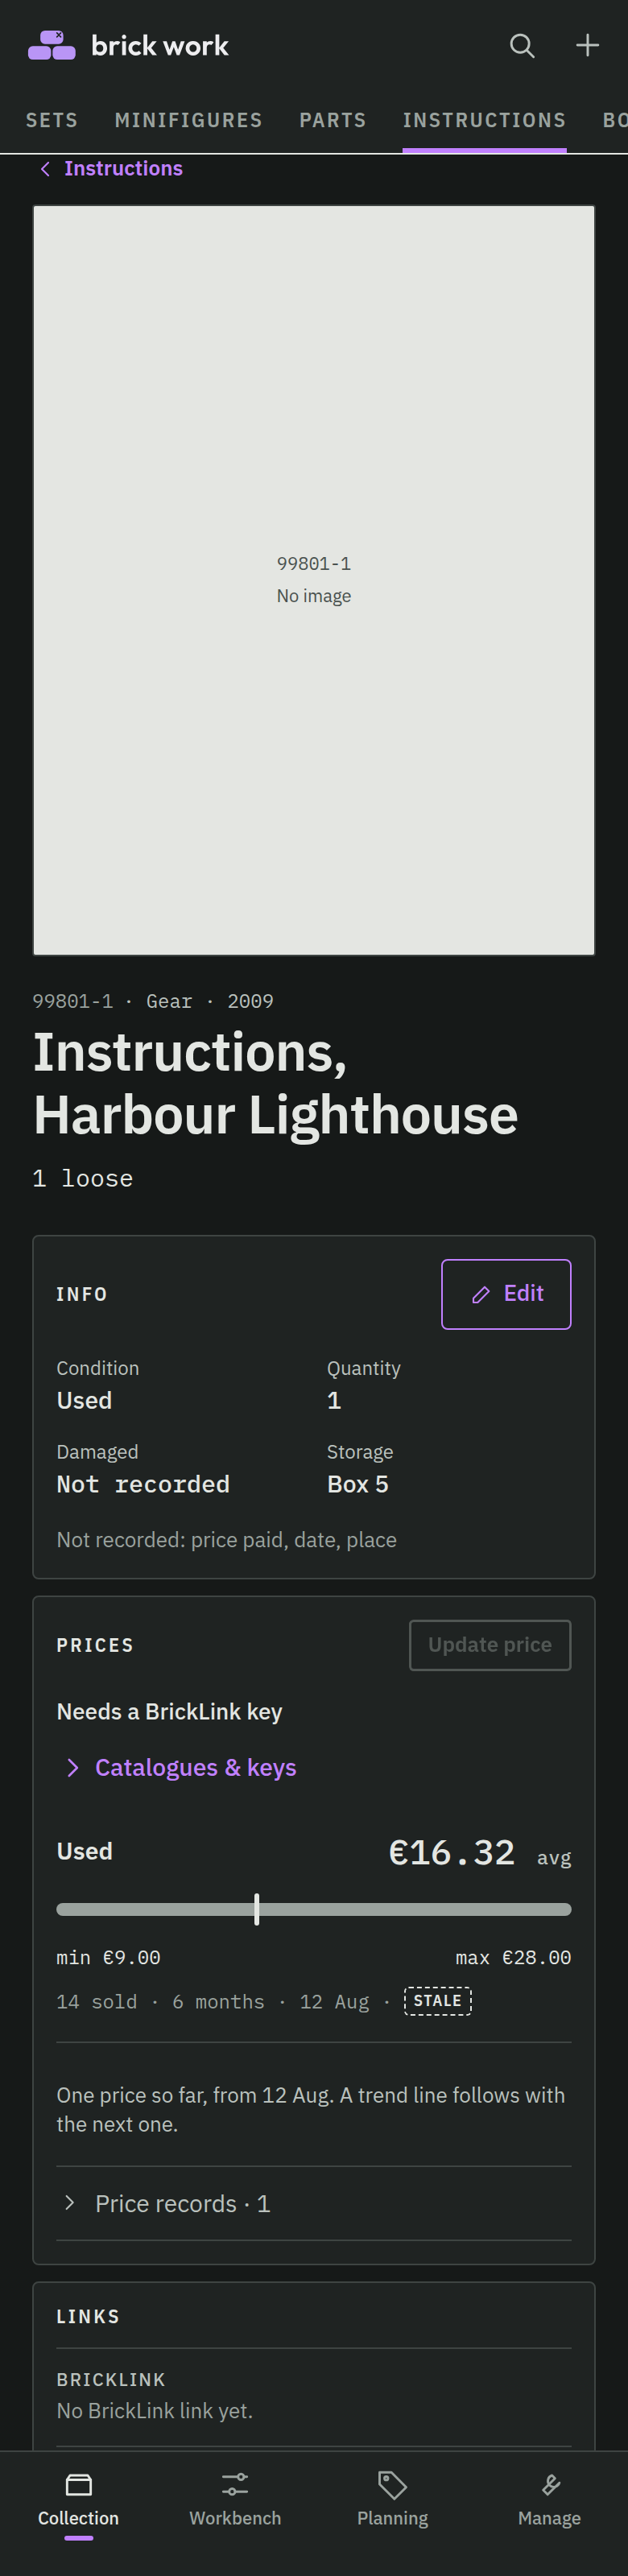 brick work
SETS MINIFIGURES PARTS INSTRUCTIONS BO
Instructions
99801-1
No image
99801-1 · Gear · 2009
Instructions,
Harbour Lighthouse
1 loose
INFO Edit
Condition Quantity
Used 1
Damaged Storage
Not recorded Box 5
Not recorded: price paid, date, place
PRICES Update price
Needs a BrickLink key
Catalogues & keys
Used €16.32 avg
min €9.00 max €28.00
14 sold · 6 months · 12 Aug · STALE
One price so far, from 12 Aug. A trend line follows with
the next one.
Price records · 1
LINKS
BRICKLINK
No BrickLink link yet.
Collection Workbench Planning Manage